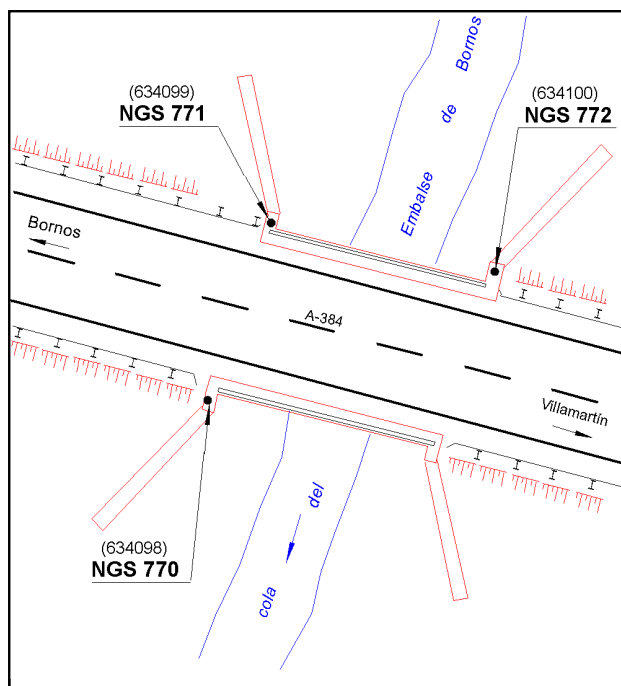 Bornos
de
Embalse
(634099)
NGS 771
(634100)
NGS 772
Bornos
A-384
Villamartín
del
cola
(634098)
NGS 770